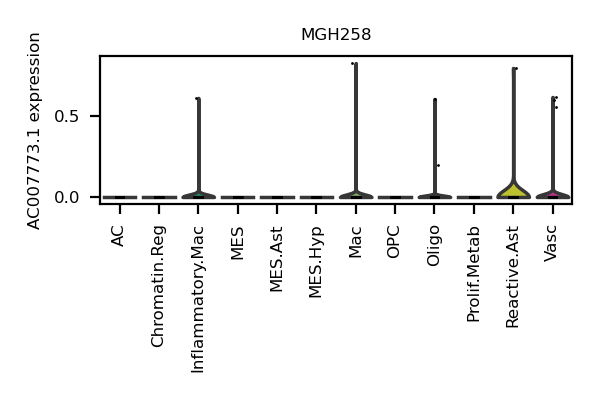 MGH258
AC007773.1 expression
0.5
0.0
AC
Chromatin.Reg
Inflammatory.Mac
MES
MES.Ast
MES.Hyp
Mac
OPC
Oligo
Prolif.Metab
Reactive.Ast
Vasc